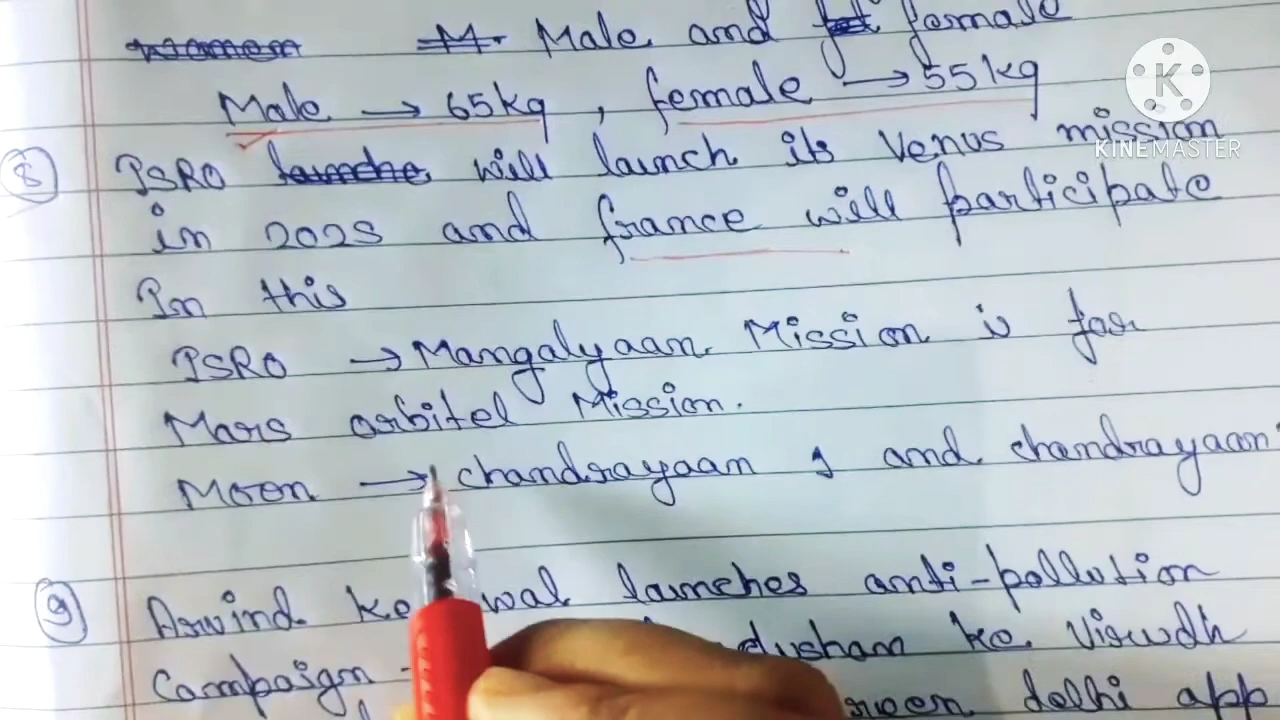 women M. Male and female
Male → 65kg , female → 55kg
K
KINEMASTER
8 ISRO launche will launch its Venus mission
in 2025 and france will participate
In this
ISRO → Mangalyaan Mission is for
Mars orbitel Mission.
Moon → chandrayaan 1 and chandrayaan
9 Arvind wal launches anti-pollution
Campaign dusham ke Virudh
reen delhi app